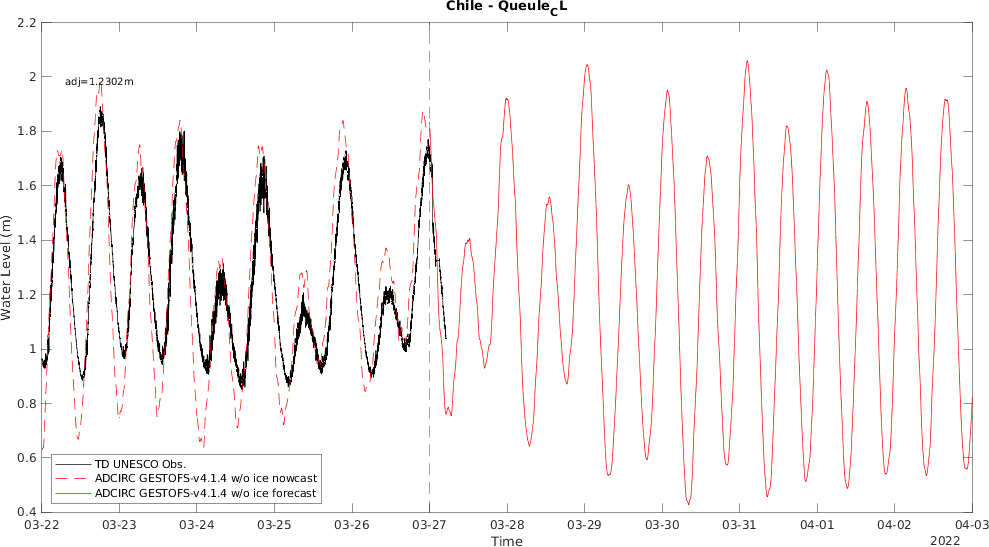 Chile - Queule_CL
2.2
2
1.8
1.6
1.4
1.2
1
0.8
0.6
0.4
Water Level (m)
adj=1.2302m
TD UNESCO Obs.
ADCIRC GESTOFS-v4.1.4 w/o ice nowcast
ADCIRC GESTOFS-v4.1.4 w/o ice forecast
03-22 03-23 03-24 03-25 03-26 03-27 03-28 03-29 03-30 03-31 04-01 04-02 04-03
Time
2022